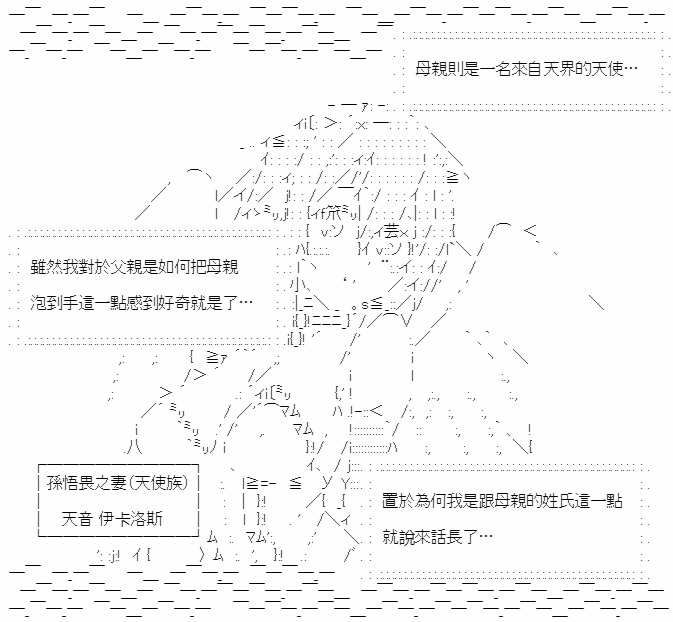 母親則是一名來自天界的天使…
雖然我對於父親是如何把母親
泡到手這一點感到好奇就是了…
孫悟畏之妻(天使族)
天音 伊卡洛斯
置於為何我是跟母親的姓氏這一點
就說來話長了…